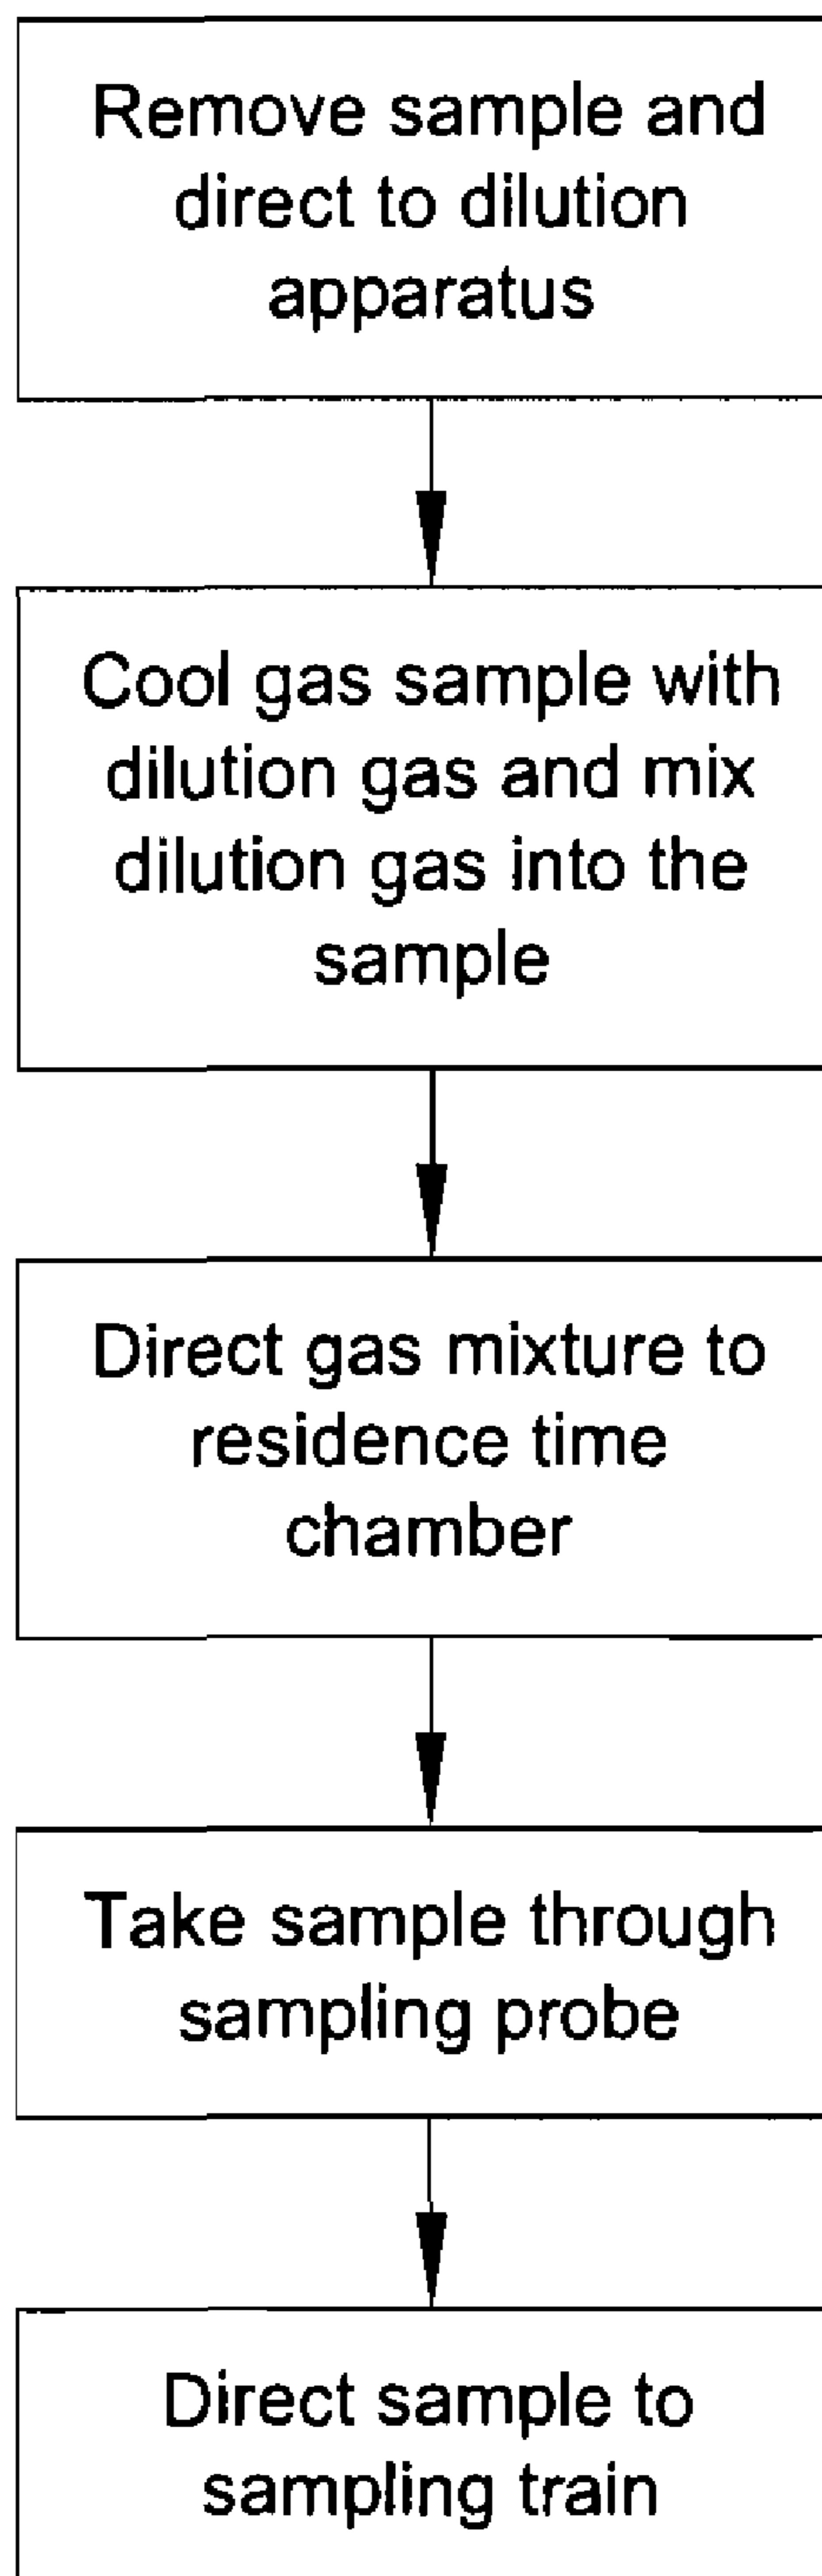 Remove sample and
direct to dilution
apparatus
Cool gas sample with
dilution gas and mix
dilution gas into the
sample
Direct gas mixture to
residence time
chamber
Take sample through
sampling probe
Direct sample to
sampling train